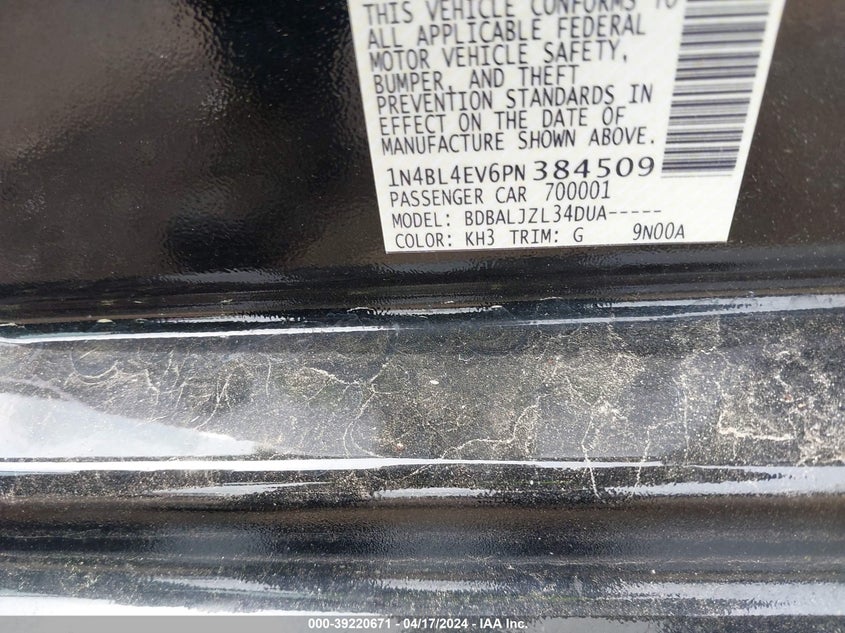 THIS VEHICLE CONFORMS TO
ALL APPLICABLE FEDERAL
MOTOR VEHICLE SAFETY,
BUMPER, AND THEFT
PREVENTION STANDARDS IN
EFFECT ON THE DATE OF
MANUFACTURE SHOWN ABOVE.
1N4BL4EV6PN 384509
PASSENGER CAR 700001
MODEL: BDBALJZL34DUA-----
COLOR: KH3 TRIM: G 9N00A
000-39220671 - 04/17/2024 - IAA Inc.